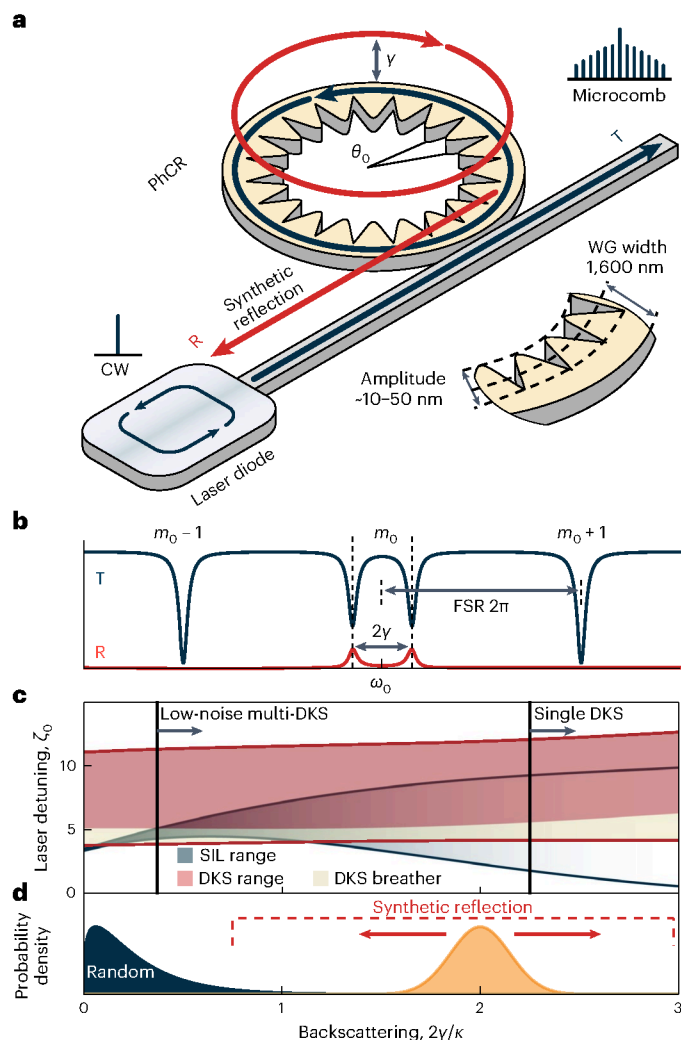 a
γ
Microcomb
T
PhCR
θ0
WG width
1,600 nm
Synthetic
reflection
R
CW
Amplitude
~10–50 nm
Laser diode
b
m0 – 1
m0
m0 + 1
T
FSR 2π
2γ
R
ω0
c
Low-noise multi-DKS
Single DKS
Laser detuning, ζ0
10
5
0
SIL range
DKS range
DKS breather
d
Synthetic reflection
Probability
density
Random
0
1
2
3
Backscattering, 2γ/κ